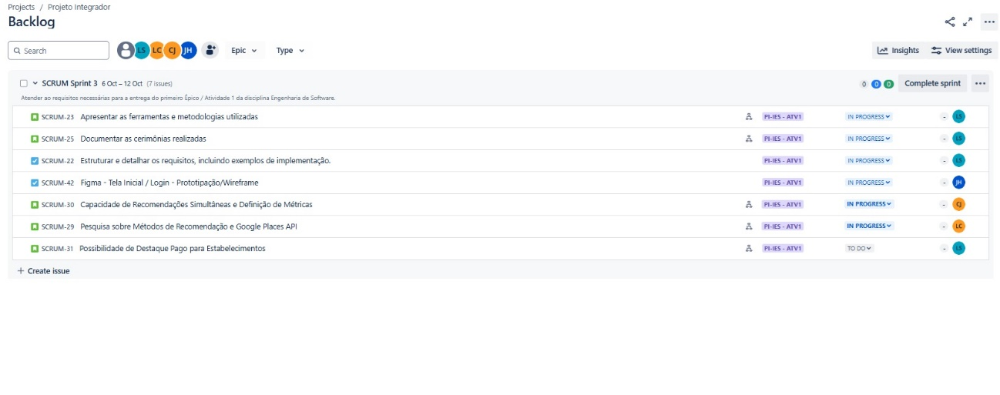 Projects / Projeto Integrador
Backlog
Search LS LC CJ JH Epic Type Insights View settings
SCRUM Sprint 3 6 Oct – 12 Oct (7 issues) 0 0 0 Complete sprint
Atender ao requisitos necessárias para a entrega do primeiro Épico / Atividade 1 da disciplina Engenharia de Software.
SCRUM-23 Apresentar as ferramentas e metodologias utilizadas PI-IES - ATV1 IN PROGRESS - LS
SCRUM-25 Documentar as cerimônias realizadas PI-IES - ATV1 IN PROGRESS - LS
SCRUM-22 Estruturar e detalhar os requisitos, incluindo exemplos de implementação. PI-IES - ATV1 IN PROGRESS - LS
SCRUM-42 Figma - Tela Inicial / Login - Prototipação/Wireframe PI-IES - ATV1 IN PROGRESS - JH
SCRUM-30 Capacidade de Recomendações Simultâneas e Definição de Métricas PI-IES - ATV1 IN PROGRESS - CJ
SCRUM-29 Pesquisa sobre Métodos de Recomendação e Google Places API PI-IES - ATV1 IN PROGRESS - LC
SCRUM-31 Possibilidade de Destaque Pago para Estabelecimentos PI-IES - ATV1 TO DO - LS
+ Create issue